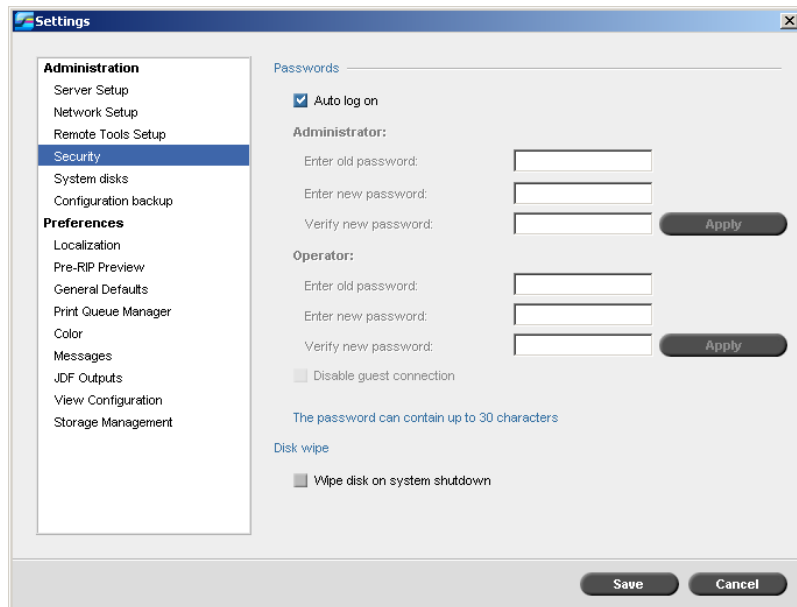 Settings
Administration
Server Setup
Network Setup
Remote Tools Setup
Security
System disks
Configuration backup
Preferences
Localization
Pre-RIP Preview
General Defaults
Print Queue Manager
Color
Messages
JDF Outputs
View Configuration
Storage Management
Passwords
Auto log on
Administrator:
Enter old password:
Enter new password:
Verify new password:
Apply
Operator:
Enter old password:
Enter new password:
Verify new password:
Apply
Disable guest connection
The password can contain up to 30 characters
Disk wipe
Wipe disk on system shutdown
Save
Cancel